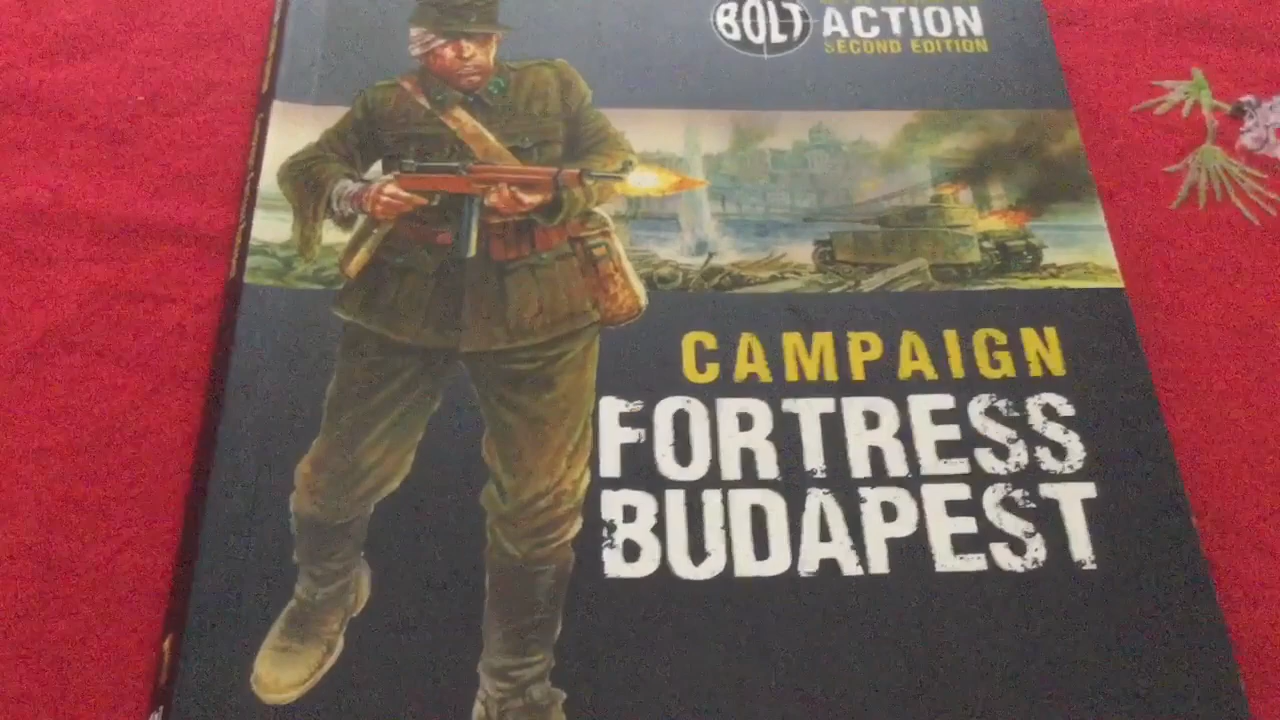 BOLT ACTION
SECOND EDITION
CAMPAIGN
FORTRESS
BUDAPEST